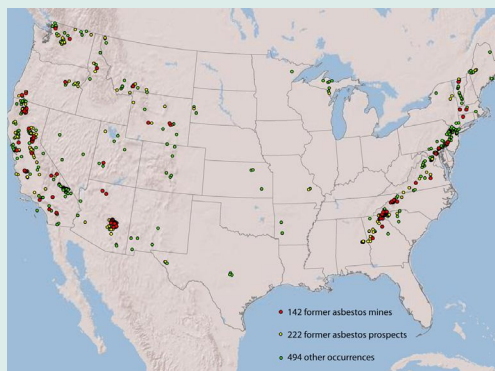 142 former asbestos mines
222 former asbestos prospects
494 other occurrences